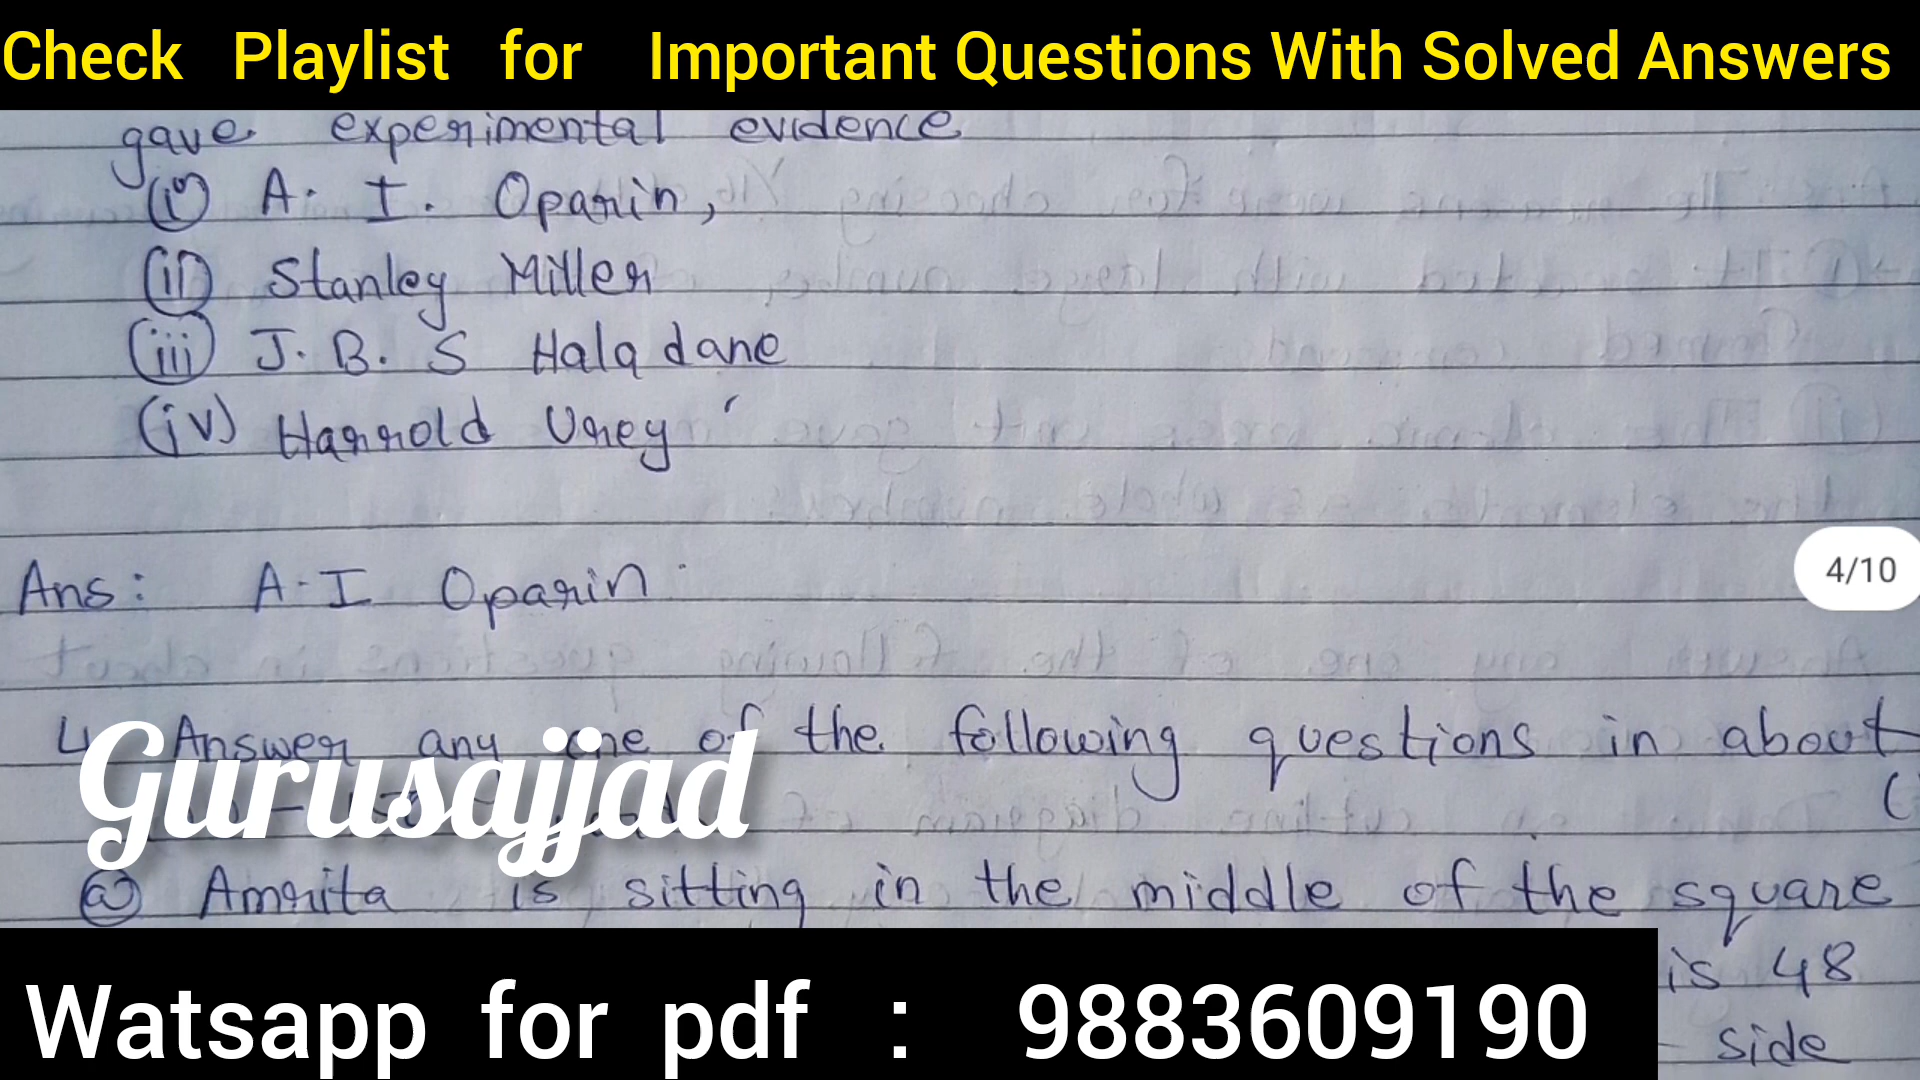 Check Playlist for Important Questions With Solved Answers
gave experimental evidence
(i) A. I. Oparin,
(ii) Stanley Miller
(iii) J. B. S Haladane
(iv) Harrold Urey
Ans: A-I Oparin
4/10
4 Answer any one of the following questions in about
(
Gurusajjad
(a) Amrita is sitting in the middle of the square
is 48
side
Watsapp for pdf : 9883609190